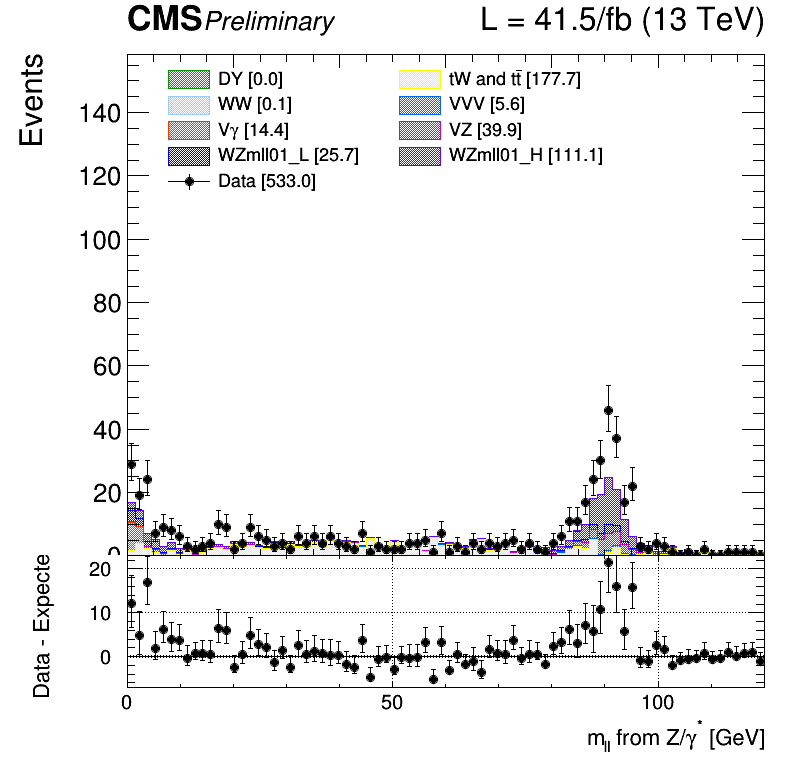 CMS Preliminary L = 41.5/fb (13 TeV)
Events
DY [0.0] tW and tt̄ [177.7]
WW [0.1] VVV [5.6]
Vγ [14.4] VZ [39.9]
WZmll01_L [25.7] WZmll01_H [111.1]
Data [533.0]
140
120
100
80
60
40
20
0
Data - Expecte
20
10
0
0 50 100
m_ll from Z/γ* [GeV]